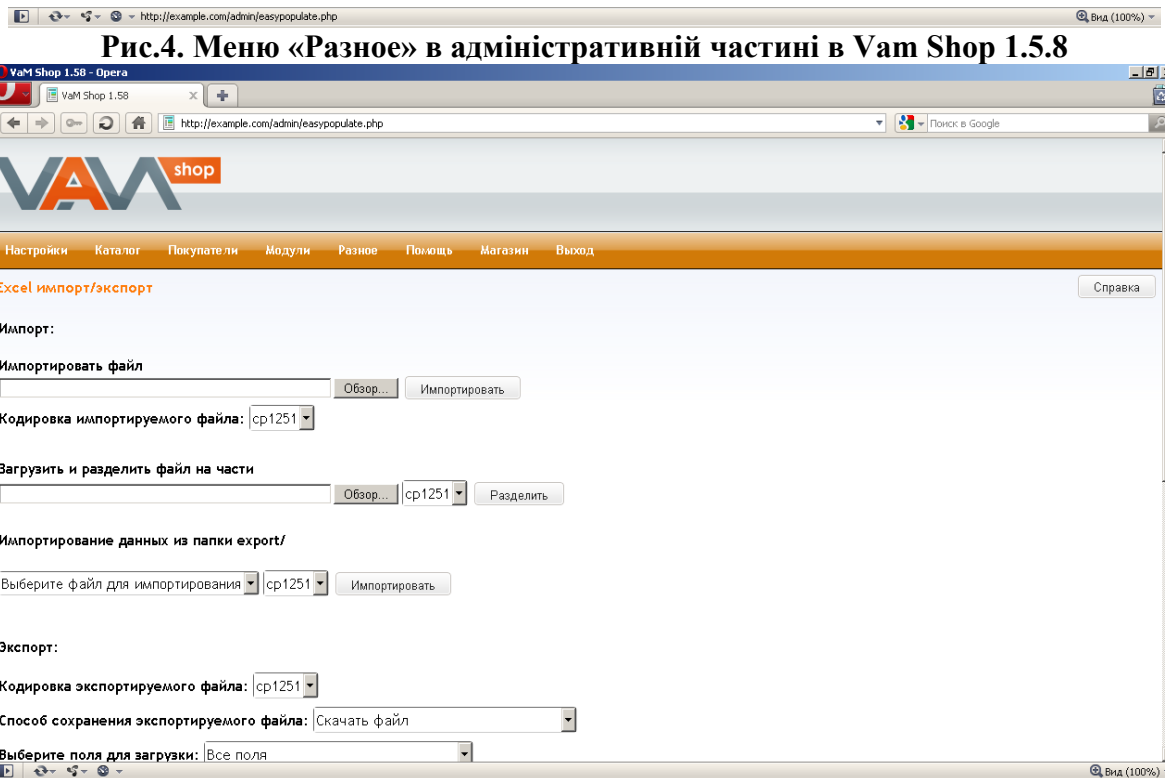 http://example.com/admin/easypopulate.php Вид (100%)
Рис.4. Меню «Разное» в адміністративній частині в Vam Shop 1.5.8
VaM Shop 1.58 - Opera
VaM Shop 1.58
http://example.com/admin/easypopulate.php Поиск в Google
VAM shop
Настройки Каталог Покупатели Модули Разное Помощь Магазин Выход
Excel импорт/экспорт Справка
Импорт:
Импортировать файл
Обзор... Импортировать
Кодировка импортируемого файла: cp1251
Загрузить и разделить файл на части
Обзор... cp1251 Разделить
Импортирование данных из папки export/
Выберите файл для импортирования cp1251 Импортировать
Экспорт:
Кодировка экспортируемого файла: cp1251
Способ сохранения экспортируемого файла: Скачать файл
Выберите поля для загрузки: Все поля
Вид (100%)